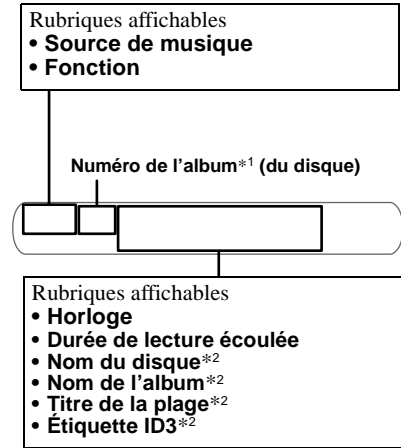 Rubriques affichables
• Source de musique
• Fonction
Numéro de l’album*1 (du disque)
Rubriques affichables
• Horloge
• Durée de lecture écoulée
• Nom du disque*2
• Nom de l’album*2
• Titre de la plage*2
• Étiquette ID3*2